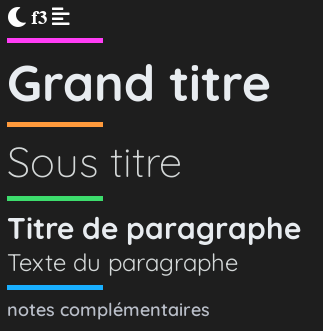 f3
Grand titre
Sous titre
Titre de paragraphe
Texte du paragraphe
notes complémentaires